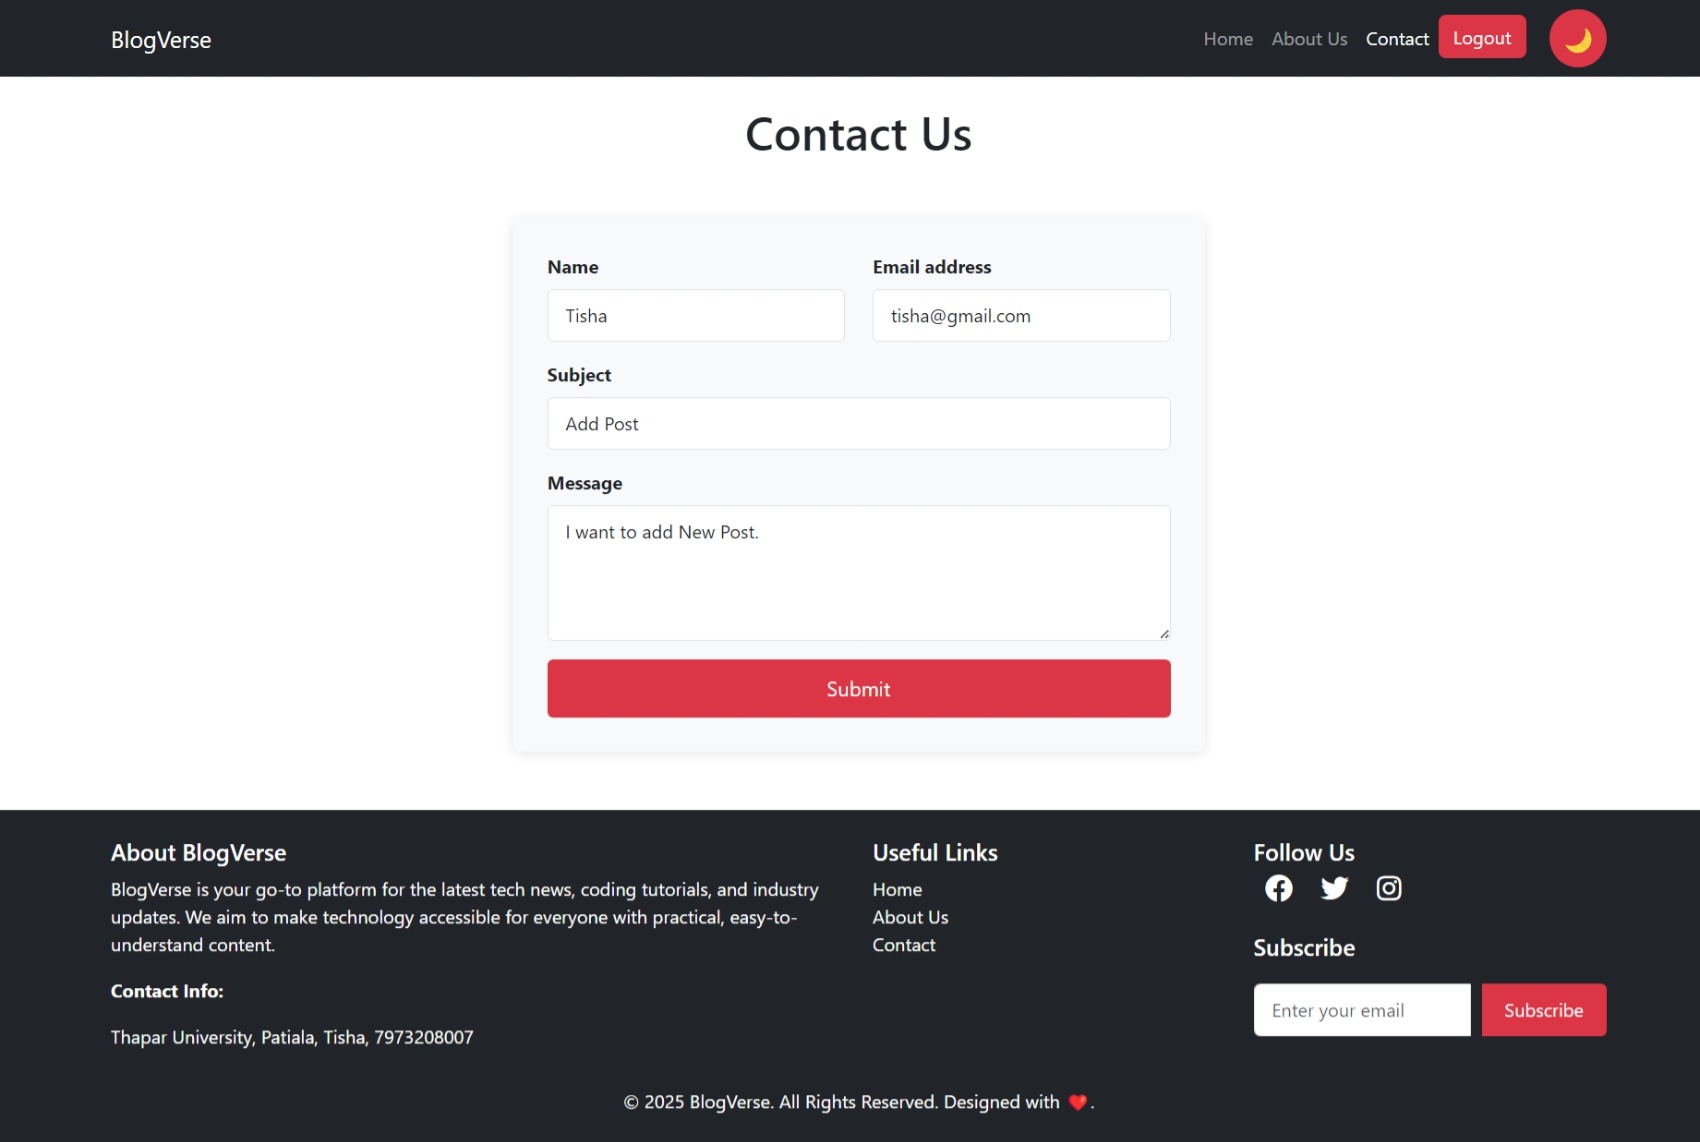 BlogVerse
Home About Us Contact Logout
Contact Us
Name
Email address
Tisha
tisha@gmail.com
Subject
Add Post
Message
I want to add New Post.
Submit
About BlogVerse
BlogVerse is your go-to platform for the latest tech news, coding tutorials, and industry
updates. We aim to make technology accessible for everyone with practical, easy-to-
understand content.
Contact Info:
Thapar University, Patiala, Tisha, 7973208007
Useful Links
Home
About Us
Contact
Follow Us
Subscribe
Enter your email
Subscribe
© 2025 BlogVerse. All Rights Reserved. Designed with ❤️.